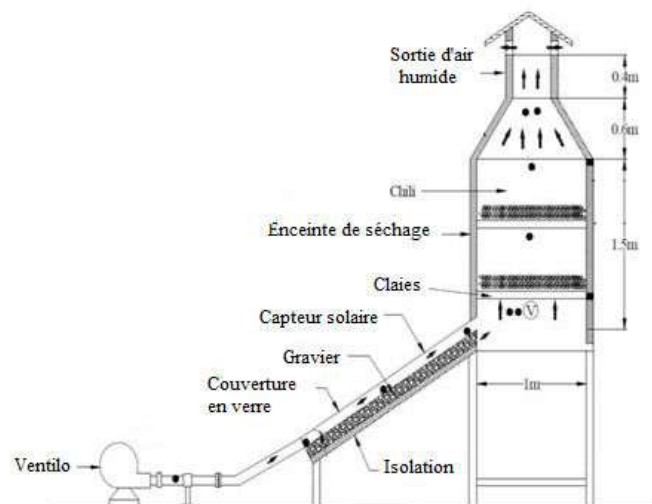 Sortie d'air
humide
0.4m
0.6m
Chili
1.5m
Enceinte de séchage
Claies
V
Capteur solaire
Gravier
1m
Couverture
en verre
Ventilo
Isolation